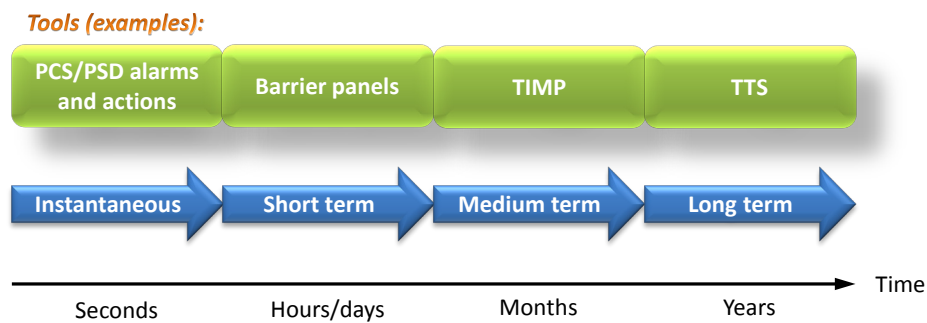 Tools (examples):
PCS/PSD alarms
and actions
Barrier panels
TIMP
TTS
Instantaneous
Short term
Medium term
Long term
Time
Seconds
Hours/days
Months
Years